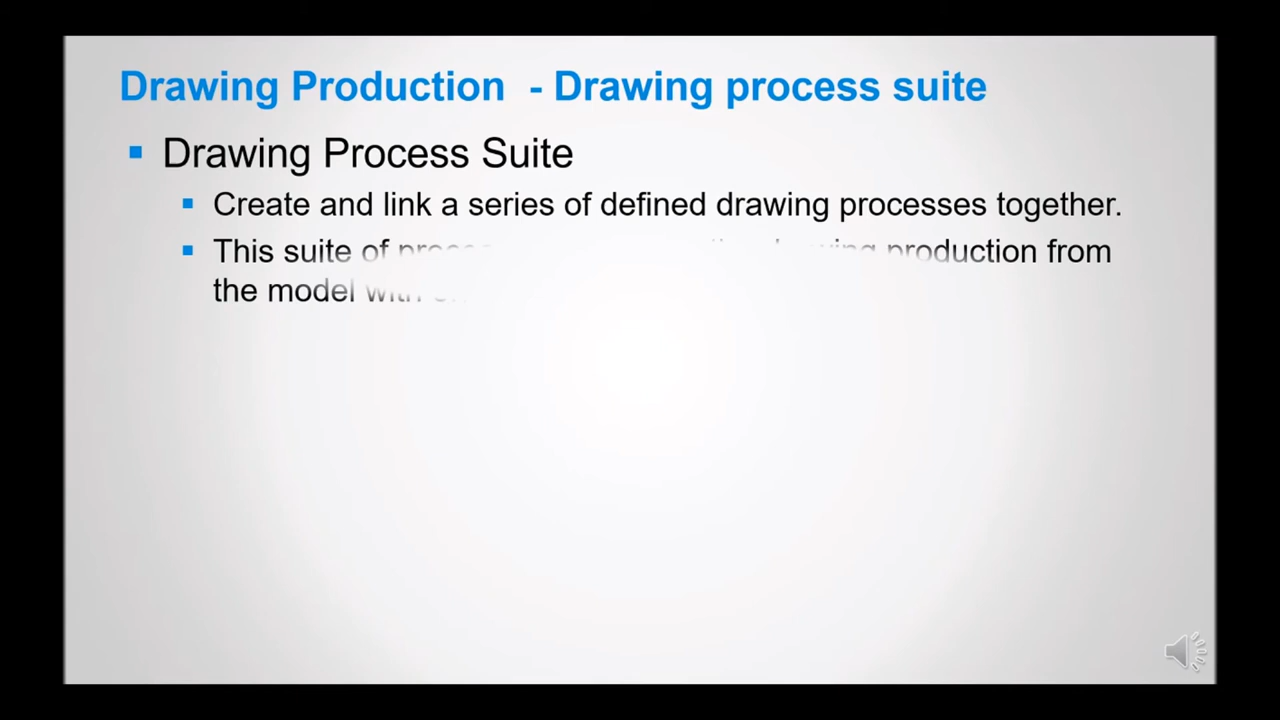 Drawing Production - Drawing process suite
Drawing Process Suite
Create and link a series of defined drawing processes together.
This suite of production from
the model with